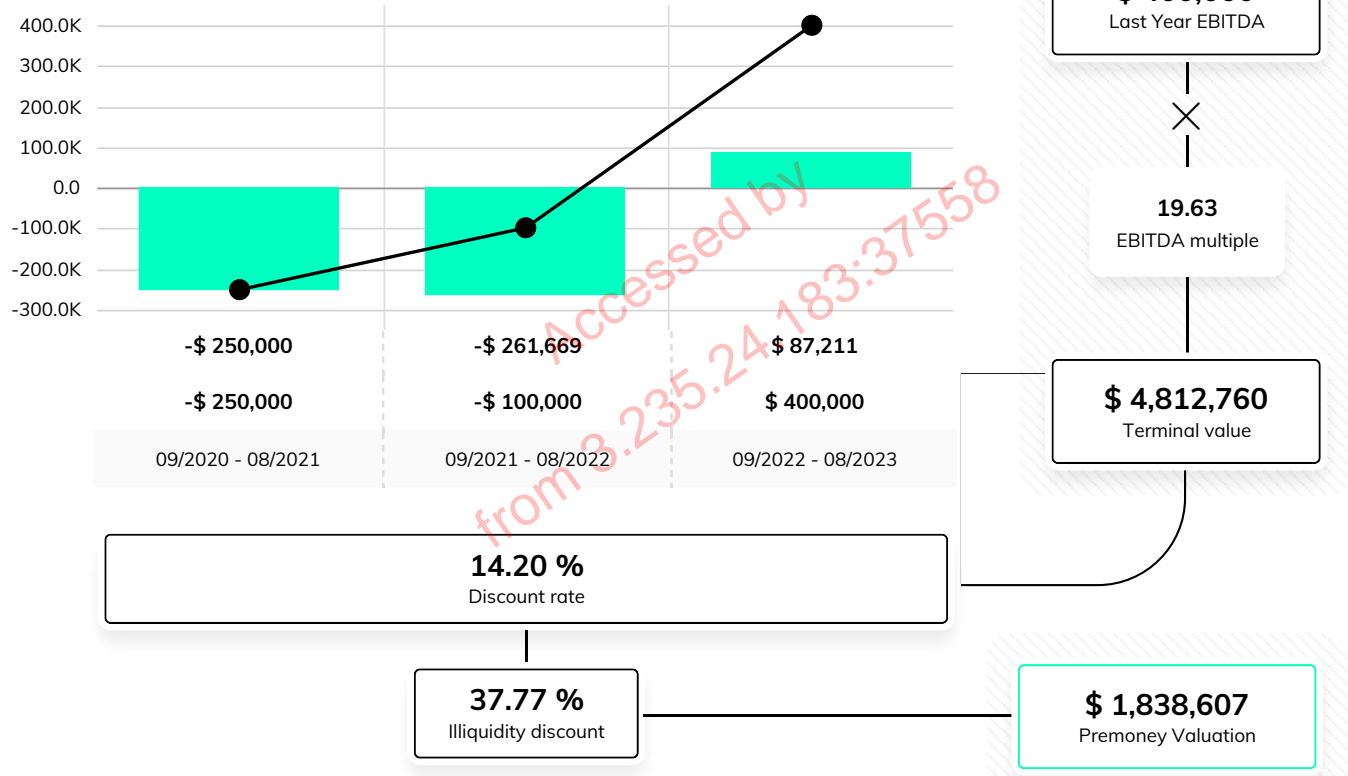 400.0K
300.0K
200.0K
100.0K
0.0
-100.0K
-200.0K
-300.0K
-$ 250,000 -$ 261,669 $ 87,211
-$ 250,000 -$ 100,000 $ 400,000
09/2020 - 08/2021 09/2021 - 08/2022 09/2022 - 08/2023
14.20 %
Discount rate
37.77 %
Illiquidity discount
Last Year EBITDA
19.63
EBITDA multiple
$ 4,812,760
Terminal value
$ 1,838,607
Premoney Valuation
Accessed by
from 3.235.24.183:37558